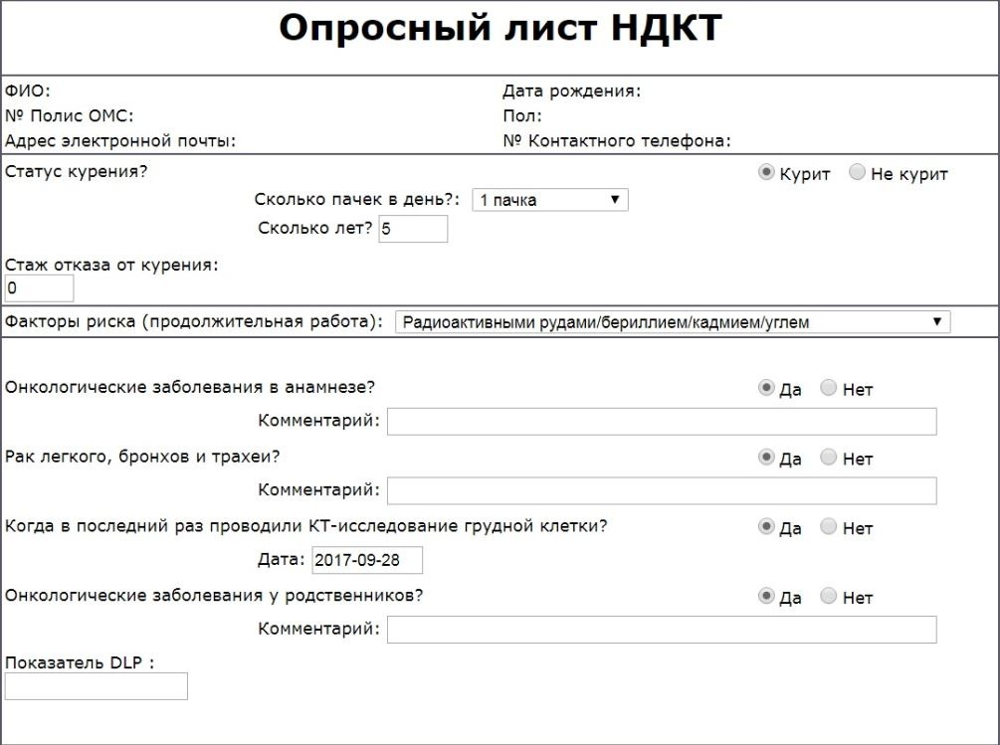 Опросный лист НДКТ
ФИО: Дата рождения:
№ Полис ОМС: Пол:
Адрес электронной почты: № Контактного телефона:
Статус курения? Курит Не курит
Сколько пачек в день?: 1 пачка
Сколько лет? 5
Стаж отказа от курения:
0
Факторы риска (продолжительная работа): Радиоактивными рудами/бериллием/кадмием/углем
Онкологические заболевания в анамнезе? Да Нет
Комментарий:
Рак легкого, бронхов и трахеи? Да Нет
Комментарий:
Когда в последний раз проводили КТ-исследование грудной клетки? Да Нет
Дата: 2017-09-28
Онкологические заболевания у родственников? Да Нет
Комментарий:
Показатель DLP :